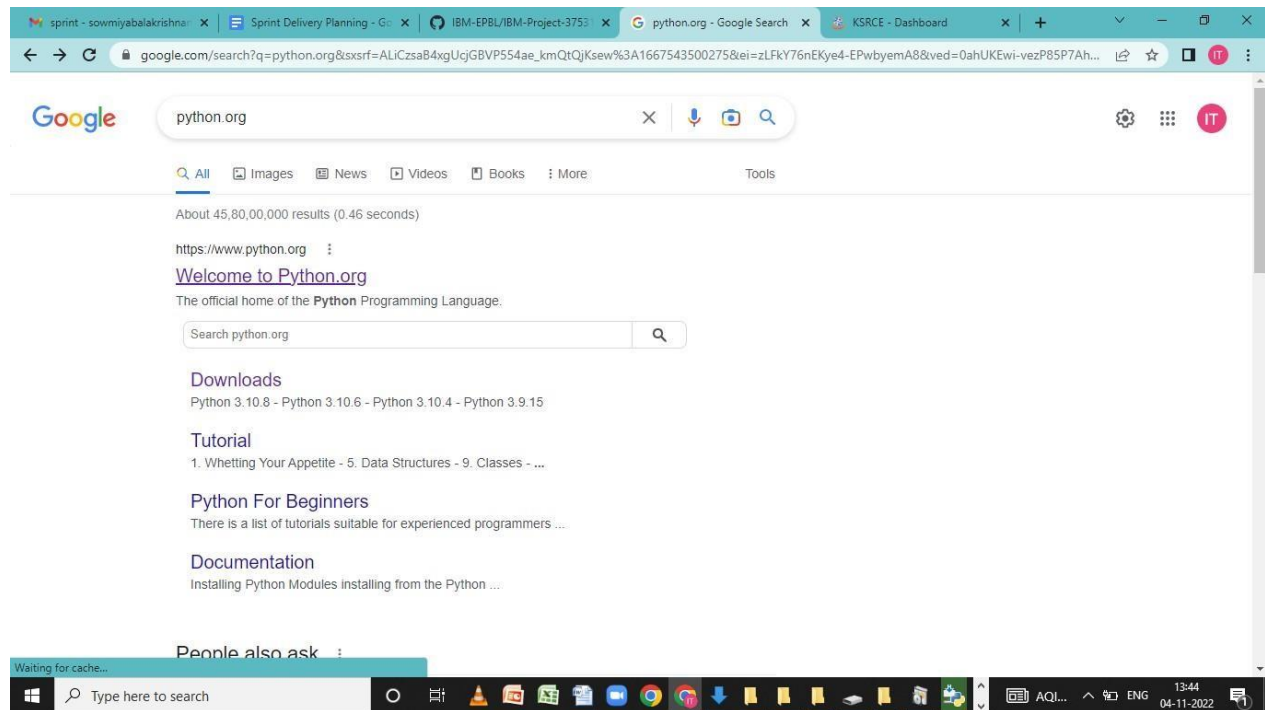 sprint - sowmiyabalakrishnan
Sprint Delivery Planning - Go
IBM-EPBL/IBM-Project-3753
python.org - Google Search
KSRCE - Dashboard
google.com/search?q=python.org&sxsrf=ALiCzsaB4xgUcjGBVP554ae_kmQtQjKsew%3A1667543500275&ei=zLFkY76nEKye4-EPwbyemA8&ved=0ahUKEwi-vezP85P7Ah...
IT
Google
python.org
IT
All Images News Videos Books More Tools
About 45,80,00,000 results (0.46 seconds)
https://www.python.org
Welcome to Python.org
The official home of the Python Programming Language.
Search python.org
Downloads
Python 3.10.8 - Python 3.10.6 - Python 3.10.4 - Python 3.9.15
Tutorial
1. Whetting Your Appetite - 5. Data Structures - 9. Classes - ...
Python For Beginners
There is a list of tutorials suitable for experienced programmers ...
Documentation
Installing Python Modules installing from the Python ...
People also ask
Waiting for cache...
Type here to search
AQI... ENG
13:44
04-11-2022